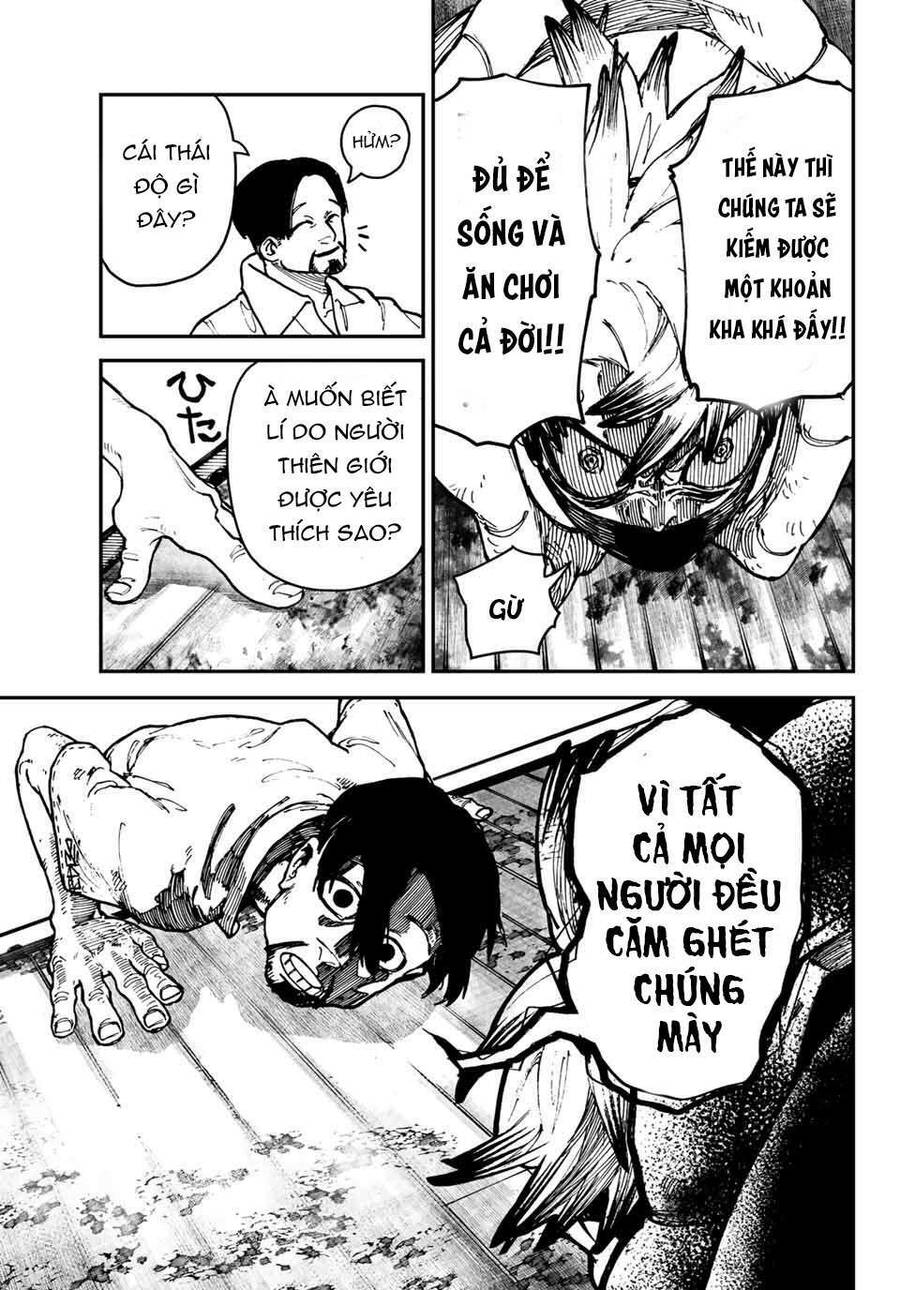 THẾ NÀY THÌ
CHÚNG TA SẼ
KIẾM ĐƯỢC
MỘT KHOẢN
KHA KHÁ ĐẤY!!
ĐỦ ĐỂ
SỐNG VÀ
ĂN CHƠI
CẢ ĐỜI!!
GỪ
HỬM?
CÁI THÁI
ĐỘ GÌ
ĐÂY?
À MUỐN BIẾT
LÍ DO NGƯỜI
THIÊN GIỚI
ĐƯỢC YÊU
THÍCH SAO?
ひた
VÌ TẤT
CẢ MỌI
NGƯỜI ĐỀU
CĂM GHÉT
CHÚNG
MÀY